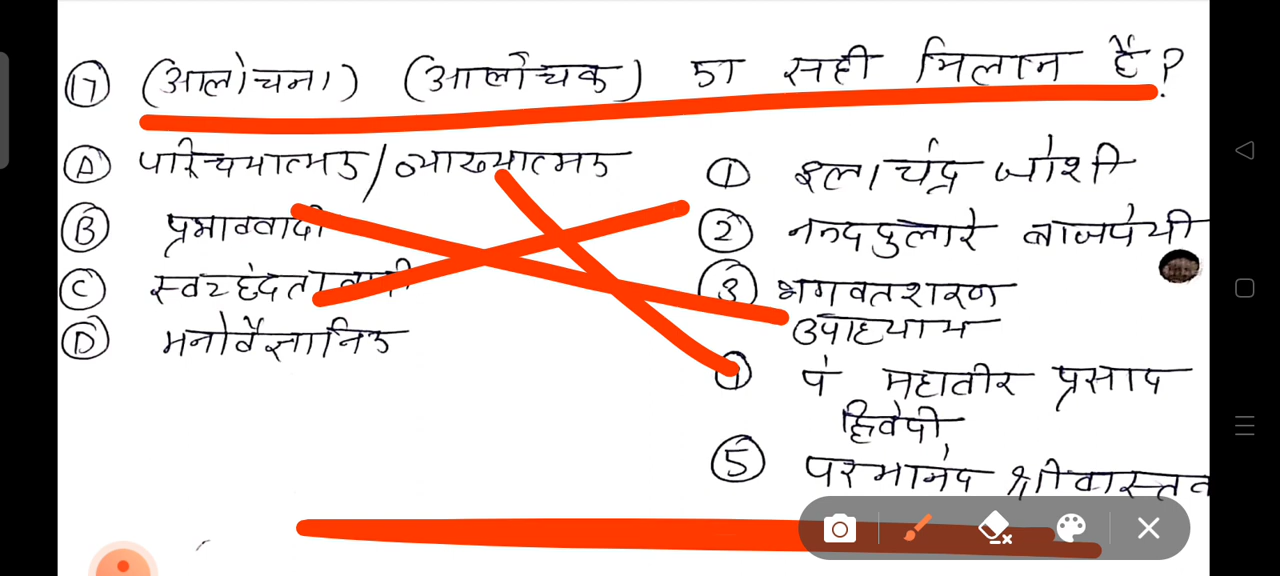 17 (आलोचना) (आलोचक) का सही मिलान है?
A परिचयात्मक/व्याख्यात्मक
1 इलाचंद्र जोशी
B प्रभाववादी
2 नन्ददुलारे बाजपेयी
C स्वच्छंदतावादी
3 भगवतशरण
उपाध्याय
D मनोवैज्ञानिक
4 पं महावीर प्रसाद
द्विवेदी
5 परमानंद श्रीवास्तव